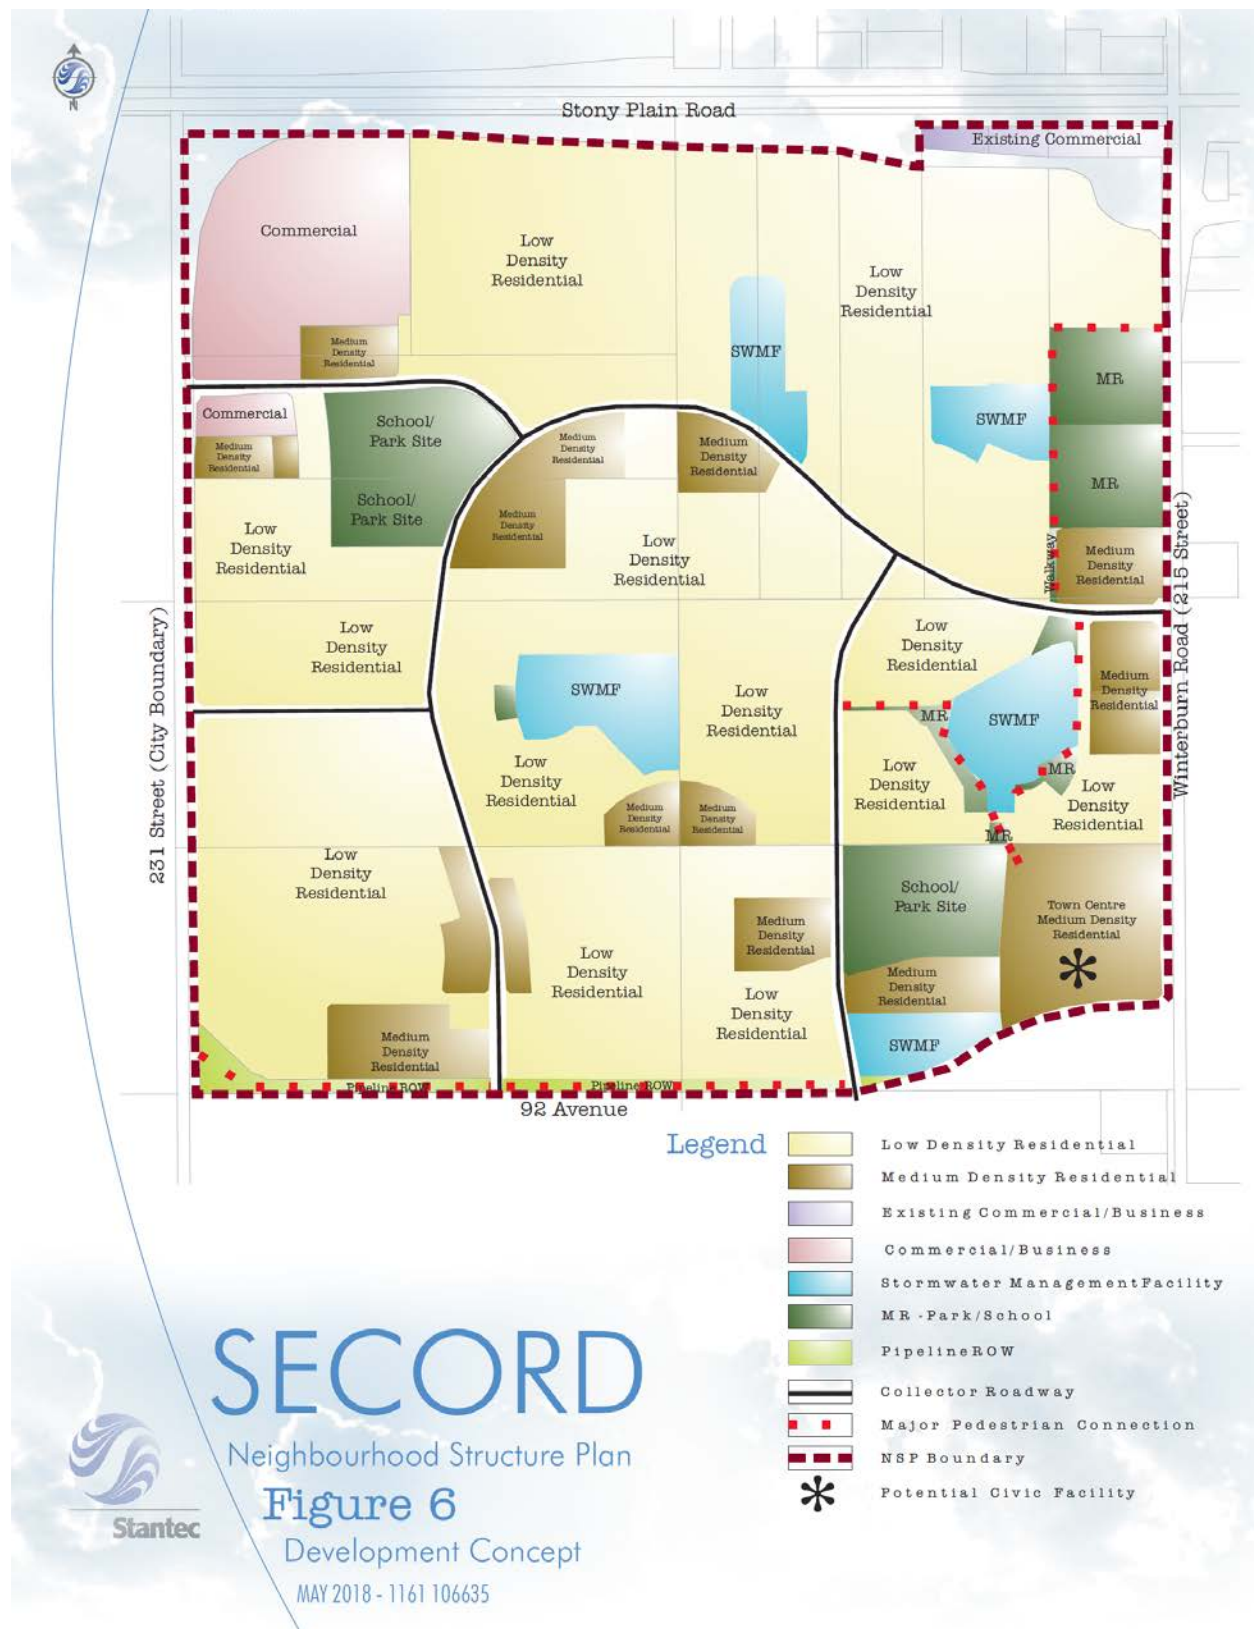 N
Stony Plain Road
Existing Commercial
Commercial
Low
Density
Residential
Low
Density
Residential
Medium
Density
Residential
SWMF
MR
Commercial
School/
Park Site
SWMF
Medium
Density
Residential
Medium
Density
Residential
Medium
Density
Residential
MR
School/
Park Site
Medium
Density
Residential
Low
Density
Residential
Low
Density
Residential
Walkway
Medium
Density
Residential
Winterburn Road (215 Street)
231 Street (City Boundary)
Low
Density
Residential
Low
Density
Residential
Medium
Density
Residential
SWMF
Low
Density
Residential
MR
SWMF
Low
Density
Residential
Low
Density
Residential
MR
Low
Density
Residential
Medium
Density
Residential
Medium
Density
Residential
MR
Low
Density
Residential
School/
Park Site
Town Centre
Medium Density
Residential
Medium
Density
Residential
Low
Density
Residential
Medium
Density
Residential
Low
Density
Residential
Medium
Density
Residential
SWMF
Pipeline ROW
Pipeline ROW
92 Avenue
Legend
Low Density Residential
Medium Density Residential
Existing Commercial/Business
Commercial/Business
Stormwater Management Facility
MR -Park/School
Pipeline ROW
Collector Roadway
Major Pedestrian Connection
NSP Boundary
Potential Civic Facility
SECORD
Neighbourhood Structure Plan
Figure 6
Development Concept
MAY 2018 - 1161 106635
Stantec